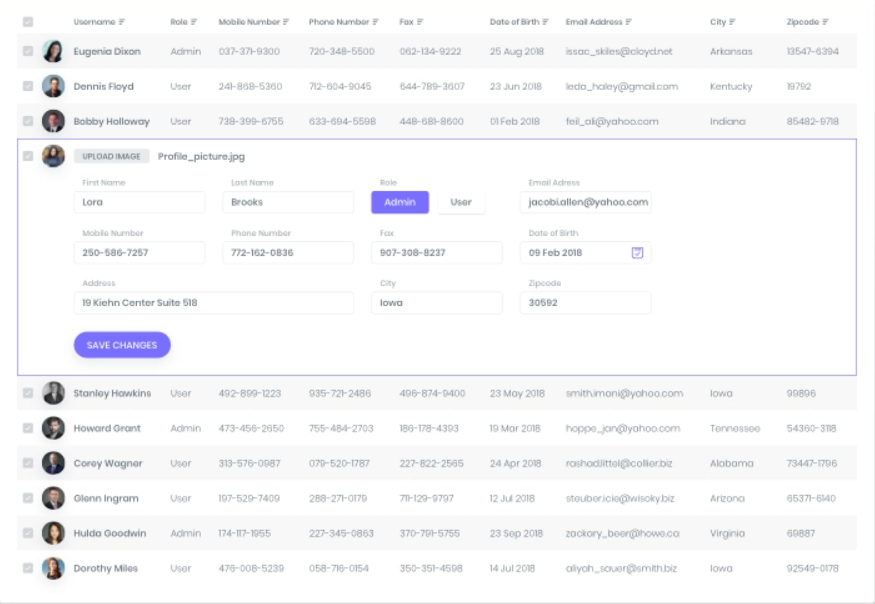 Username Role Mobile Number Phone Number Fax Date of Birth Email Address City Zipcode
Eugenia Dixon Admin 037-371-9300 720-348-5500 062-134-9222 25 Aug 2018 issac_skiles@cloyd.net Arkansas 13547-6394
Dennis Floyd User 241-868-5360 712-604-9045 644-789-3607 23 Jun 2018 leda_haley@gmail.com Kentucky 19792
Bobby Holloway User 738-399-6755 633-694-5598 448-681-8600 01 Feb 2018 feil_ali@yahoo.com Indiana 85482-9718
UPLOAD IMAGE Profile_picture.jpg
First Name Last Name Role Email Adress
Lora Brooks Admin User jacobi.allen@yahoo.com
Mobile Number Phone Number Fax Date of Birth
250-586-7257 772-162-0836 907-308-8237 09 Feb 2018
Address City Zipcode
19 Kiehn Center Suite 518 Iowa 30592
SAVE CHANGES
Stanley Hawkins User 492-899-1223 935-721-2486 496-874-9400 23 May 2018 smith.imani@yahoo.com Iowa 99896
Howard Grant Admin 473-456-2650 755-484-2703 186-178-4393 19 Mar 2018 hoppe_jan@yahoo.com Tennessee 54360-3118
Corey Wagner User 313-576-0987 079-520-1787 227-822-2565 24 Apr 2018 rashad.littel@collier.biz Alabama 73447-1796
Glenn Ingram User 197-529-7409 288-271-0179 711-129-9797 12 Jul 2018 steuber.icie@wisoky.biz Arizona 65371-6140
Hulda Goodwin Admin 174-117-1955 227-345-0863 370-791-5755 23 Sep 2018 zackary_beer@howe.ca Virginia 69887
Dorothy Miles User 476-008-5239 058-716-0154 350-351-4598 14 Jul 2018 aliyah_sauer@smith.biz Iowa 92549-0178